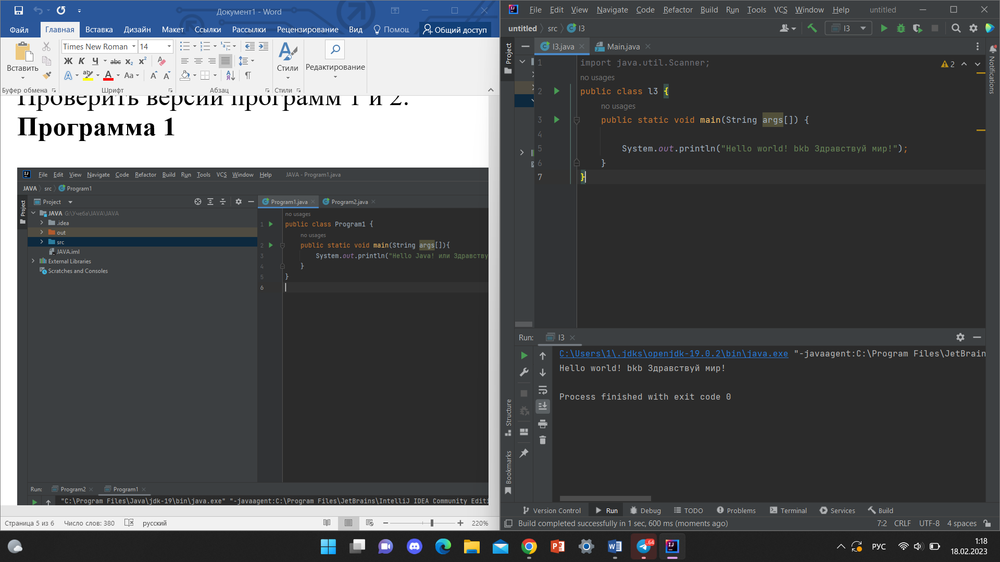 Документ1 - Word
Файл Главная Вставка Дизайн Макет Ссылки Рассылки Рецензирование Вид Помощ Общий доступ
Вставить
Times New Roman 14
Ж К Ч abc x₂ x²
А Aa A A
Стили
Редактирование
Буфер обмена Шрифт Абзац Стили
Проверить версии программ 1 и 2.
Программа 1
File Edit View Navigate Code Refactor Build Run Tools VCS Window Help JAVA - Program1.java
JAVA src Program1
Project
Project
JAVA G:\Учеба\JAVA\JAVA
.idea
out
src
JAVA.iml
External Libraries
Scratches and Consoles
Program1.java Program2.java
no usages
1 public class Program1 {
no usages
2 public static void main(String args[]){
3 System.out.println("Hello Java! или Здравству
4 }
5 }
6
Run: Program2 Program1
"C:\Program Files\Java\jdk-19\bin\java.exe" "-javaagent:C:\Program Files\JetBrains\IntelliJ IDEA Community Editi
Страница 5 из 6 Число слов: 380 русский 220%
File Edit View Navigate Code Refactor Build Run Tools VCS Window Help untitled
untitled src l3
l3
Project
l3.java Main.java
Notifications
2
1 import java.util.Scanner;
no usages
2 public class l3 {
no usages
3 public static void main(String args[]) {
4
5 System.out.println("Hello world! bkb Здравствуй мир!");
6 }
7 }
Run: l3
C:\Users\1\.jdks\openjdk-19.0.2\bin\java.exe "-javaagent:C:\Program Files\JetBrain
Hello world! bkb Здравствуй мир!
Process finished with exit code 0
Structure
Bookmarks
Version Control Run Debug TODO Problems Terminal Services Build
Build completed successfully in 1 sec, 600 ms (moments ago) 7:2 CRLF UTF-8 4 spaces
..64
РУС
1:18
18.02.2023